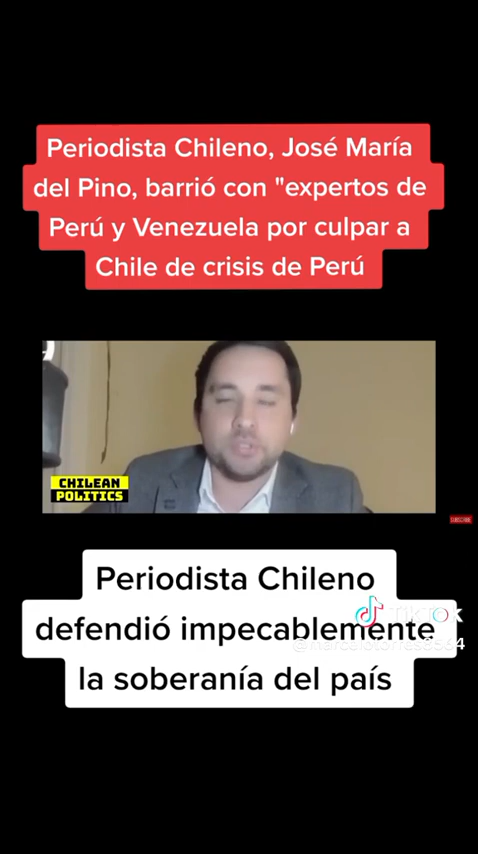 Periodista Chileno, José María
del Pino, barrió con "expertos de
Perú y Venezuela por culpar a
Chile de crisis de Perú
CHILEAN
POLITICS
SUBSCRIBE
Periodista Chileno
defendió impecablemente
TikTok
la soberanía del país